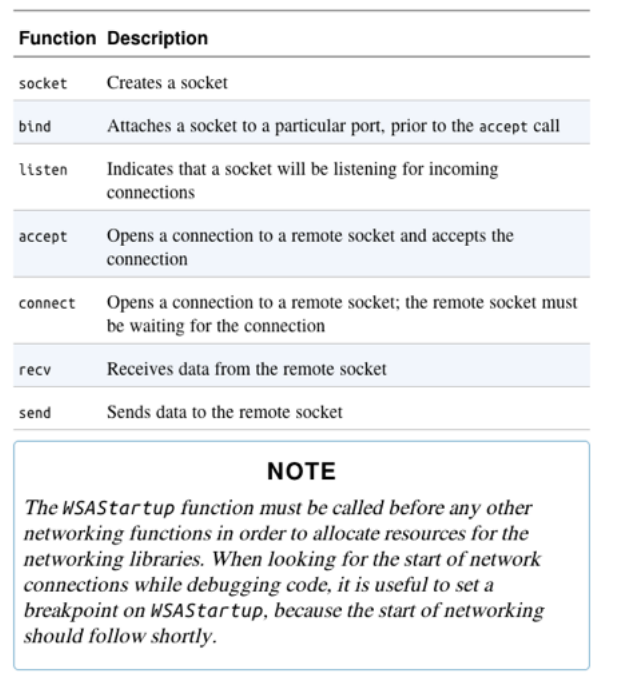 Function Description
socket Creates a socket
bind Attaches a socket to a particular port, prior to the accept call
listen Indicates that a socket will be listening for incoming
connections
accept Opens a connection to a remote socket and accepts the
connection
connect Opens a connection to a remote socket; the remote socket must
be waiting for the connection
recv Receives data from the remote socket
send Sends data to the remote socket
NOTE
The WSAStartup function must be called before any other
networking functions in order to allocate resources for the
networking libraries. When looking for the start of network
connections while debugging code, it is useful to set a
breakpoint on WSAStartup, because the start of networking
should follow shortly.